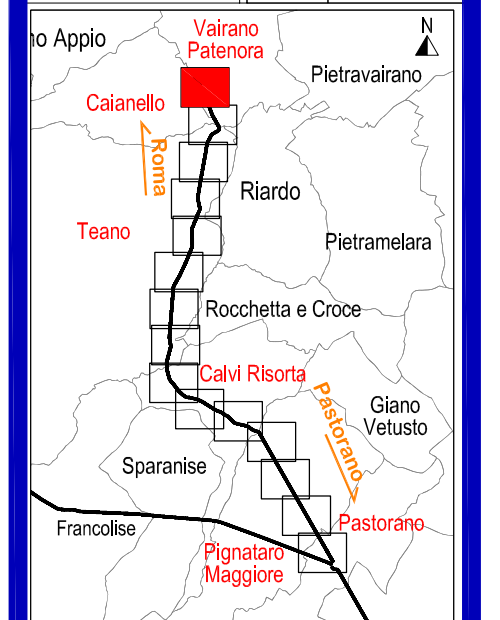 Vairano
Patenora
N
no Appio
Pietravairano
Caianello
Roma
Riardo
Teano
Pietramelara
Rocchetta e Croce
Calvi Risorta
Pastorano
Giano
Vetusto
Sparanise
Francolise
Pastorano
Pignataro
Maggiore